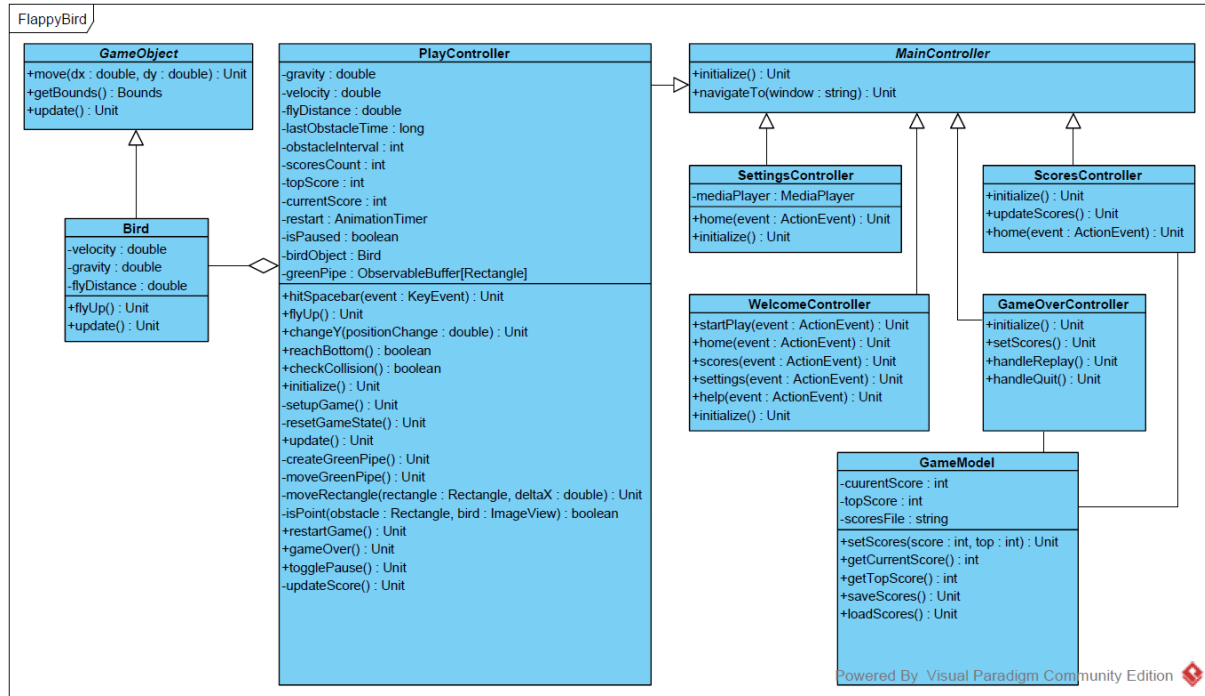 FlappyBird
GameObject
+move(dx : double, dy : double) : Unit
+getBounds() : Bounds
+update() : Unit
Bird
-velocity : double
-gravity : double
-flyDistance : double
+flyUp() : Unit
+update() : Unit
PlayController
-gravity : double
-velocity : double
-flyDistance : double
-lastObstacleTime : long
-obstacleInterval : int
-scoresCount : int
-topScore : int
-currentScore : int
-restart : AnimationTimer
-isPaused : boolean
-birdObject : Bird
-greenPipe : ObservableBuffer[Rectangle]
+hitSpacebar(event : KeyEvent) : Unit
+flyUp() : Unit
+changeY(positionChange : double) : Unit
+reachBottom() : boolean
+checkCollision() : boolean
+initialize() : Unit
-setupGame() : Unit
-resetGameState() : Unit
+update() : Unit
-createGreenPipe() : Unit
-moveGreenPipe() : Unit
-moveRectangle(rectangle : Rectangle, deltaX : double) : Unit
-isPoint(obstacle : Rectangle, bird : ImageView) : boolean
+restartGame() : Unit
+gameOver() : Unit
+togglePause() : Unit
-updateScore() : Unit
MainController
+initialize() : Unit
+navigateTo(window : string) : Unit
SettingsController
-mediaPlayer : MediaPlayer
+home(event : ActionEvent) : Unit
+initialize() : Unit
ScoresController
+initialize() : Unit
+updateScores() : Unit
+home(event : ActionEvent) : Unit
WelcomeController
+startPlay(event : ActionEvent) : Unit
+home(event : ActionEvent) : Unit
+scores(event : ActionEvent) : Unit
+settings(event : ActionEvent) : Unit
+help(event : ActionEvent) : Unit
+initialize() : Unit
GameOverController
+initialize() : Unit
+setScores() : Unit
+handleReplay() : Unit
+handleQuit() : Unit
GameModel
-cuurentScore : int
-topScore : int
-scoresFile : string
+setScores(score : int, top : int) : Unit
+getCurrentScore() : int
+getTopScore() : int
+saveScores() : Unit
+loadScores() : Unit
Powered By Visual Paradigm Community Edition